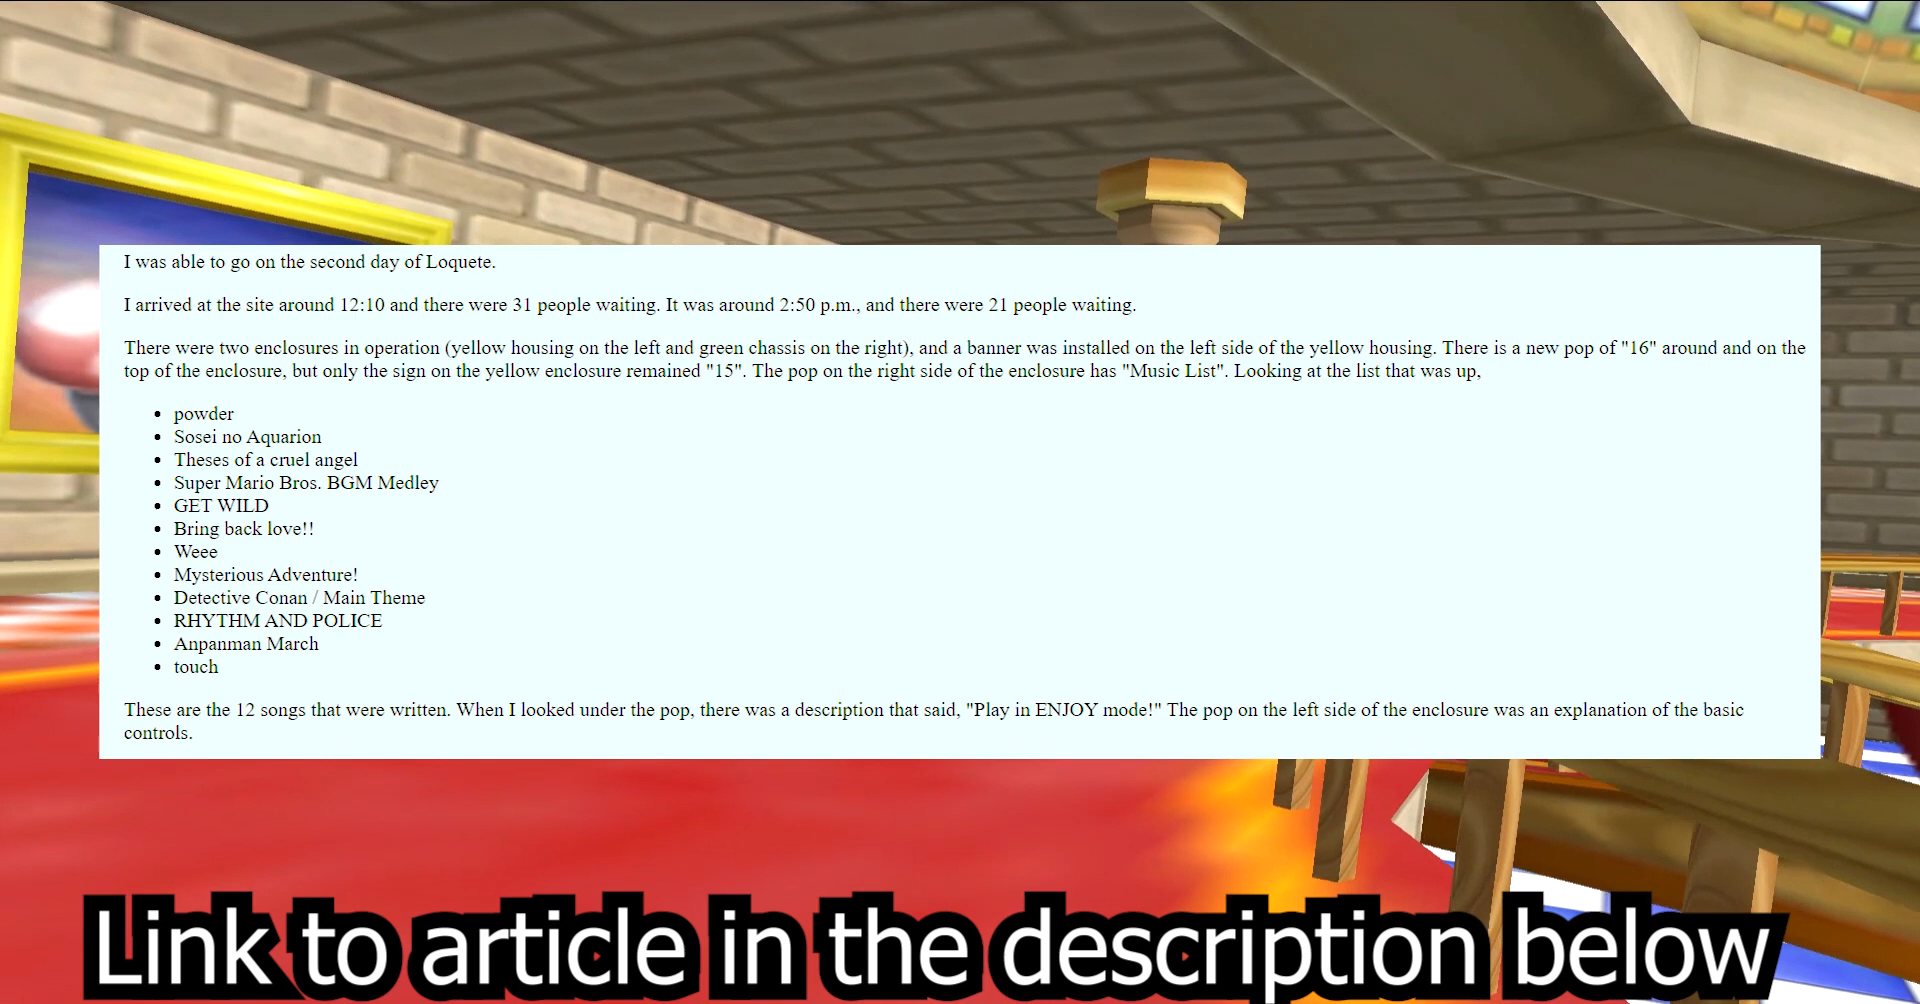 I was able to go on the second day of Loquete.
I arrived at the site around 12:10 and there were 31 people waiting. It was around 2:50 p.m., and there were 21 people waiting.
There were two enclosures in operation (yellow housing on the left and green chassis on the right), and a banner was installed on the left side of the yellow housing. There is a new pop of "16" around and on the
top of the enclosure, but only the sign on the yellow enclosure remained "15". The pop on the right side of the enclosure has "Music List". Looking at the list that was up,
• powder
• Sosei no Aquarion
• Theses of a cruel angel
• Super Mario Bros. BGM Medley
• GET WILD
• Bring back love!!
• Weee
• Mysterious Adventure!
• Detective Conan / Main Theme
• RHYTHM AND POLICE
• Anpanman March
• touch
These are the 12 songs that were written. When I looked under the pop, there was a description that said, "Play in ENJOY mode!" The pop on the left side of the enclosure was an explanation of the basic
controls.
Link to article in the description below